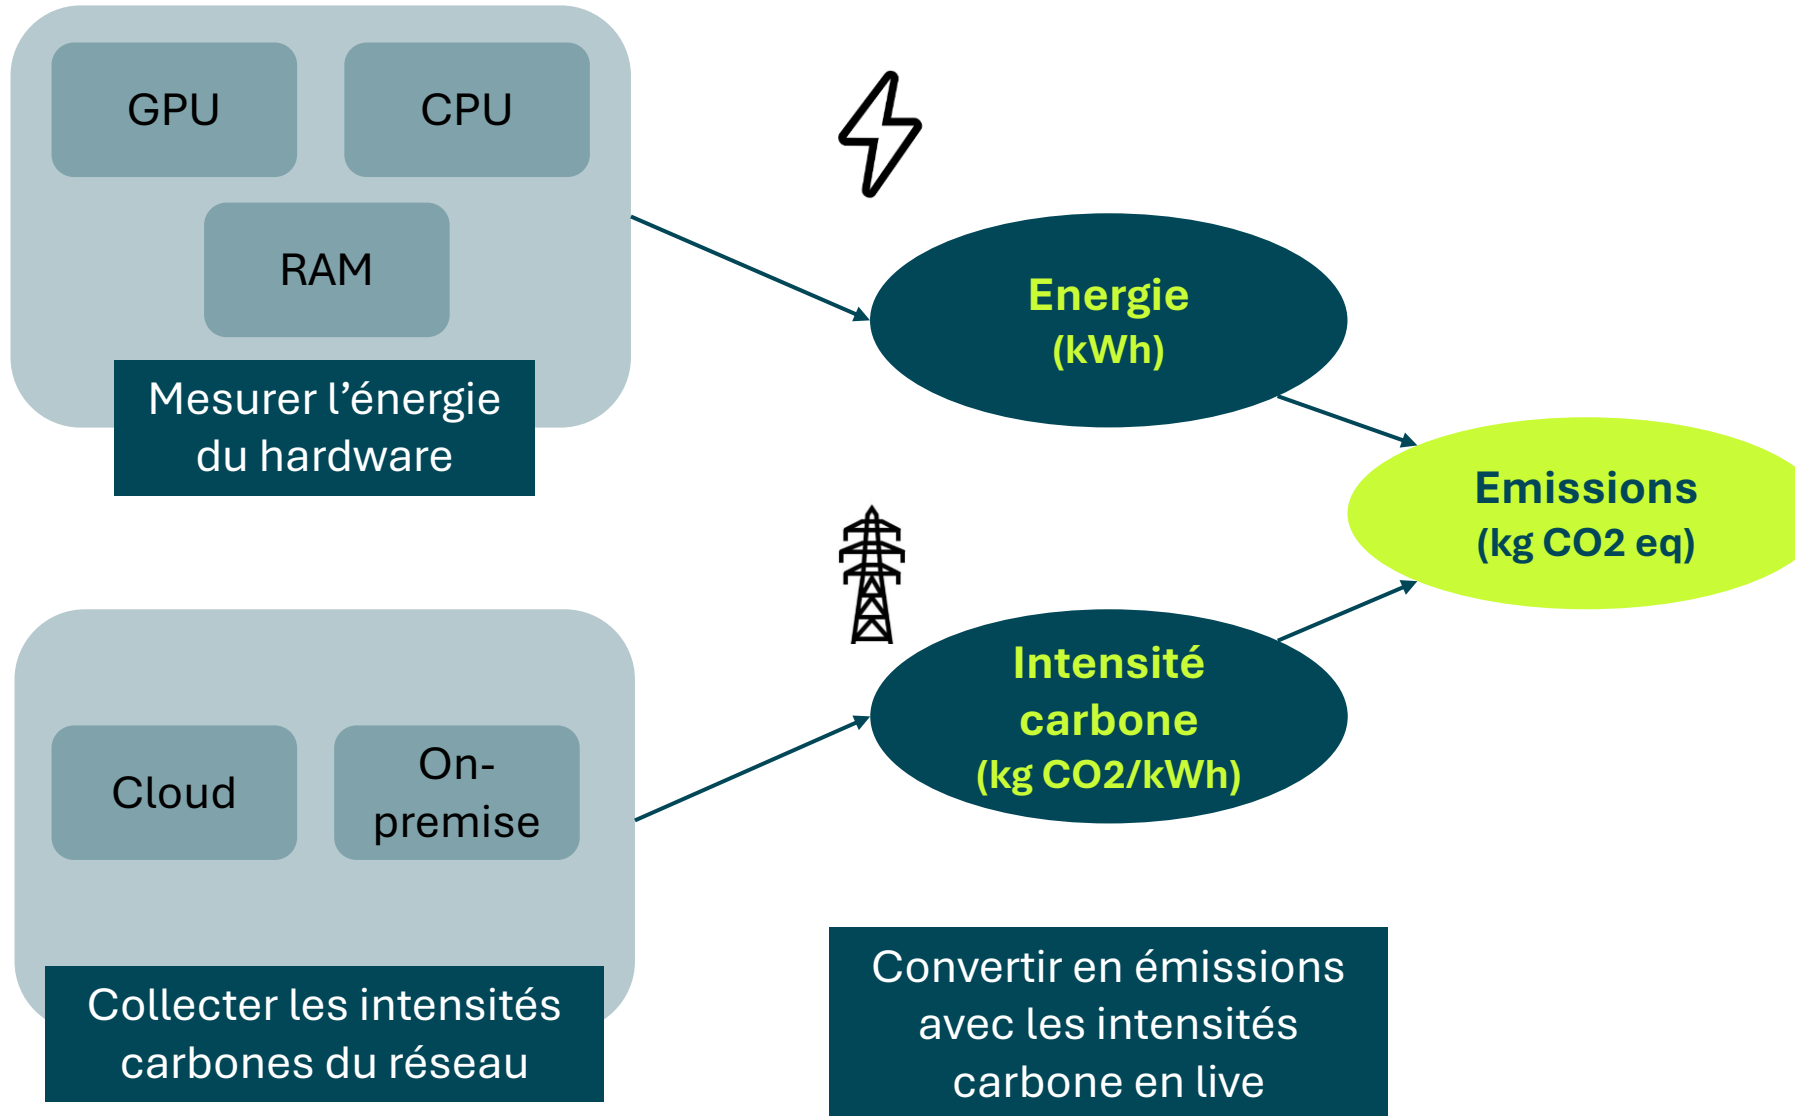 GPU
CPU
RAM
Mesurer l’énergie
du hardware
Energie
(kWh)
Emissions
(kg CO2 eq)
Intensité
carbone
(kg CO2/kWh)
Cloud
On-
premise
Collecter les intensités
carbones du réseau
Convertir en émissions
avec les intensités
carbone en live